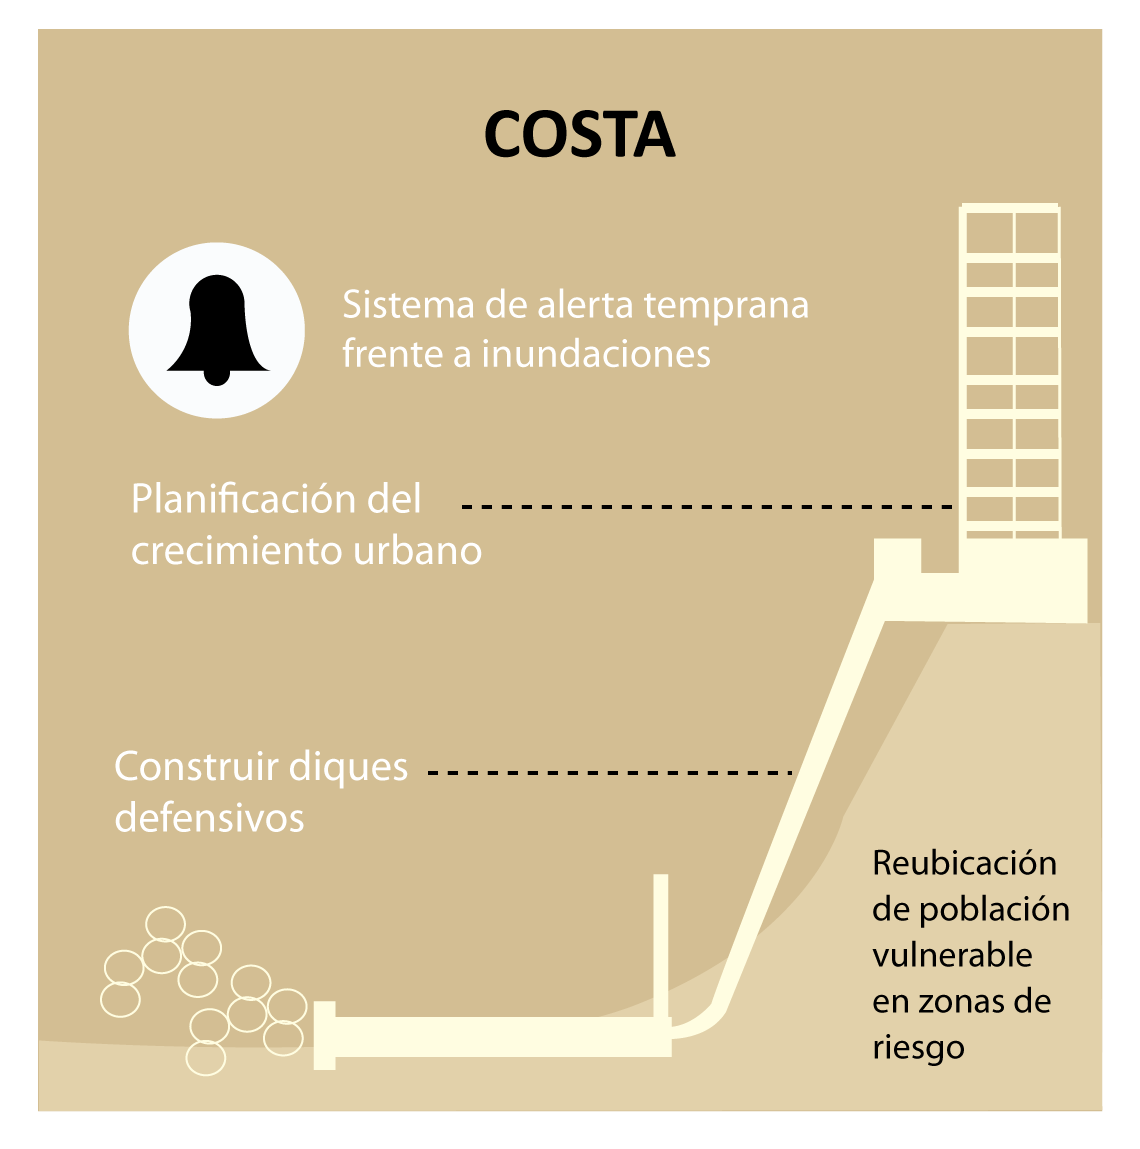 COSTA
Sistema de alerta temprana
frente a inundaciones
Planificación del
crecimiento urbano
Construir diques
defensivos
Reubicación
de población
vulnerable
en zonas de
riesgo